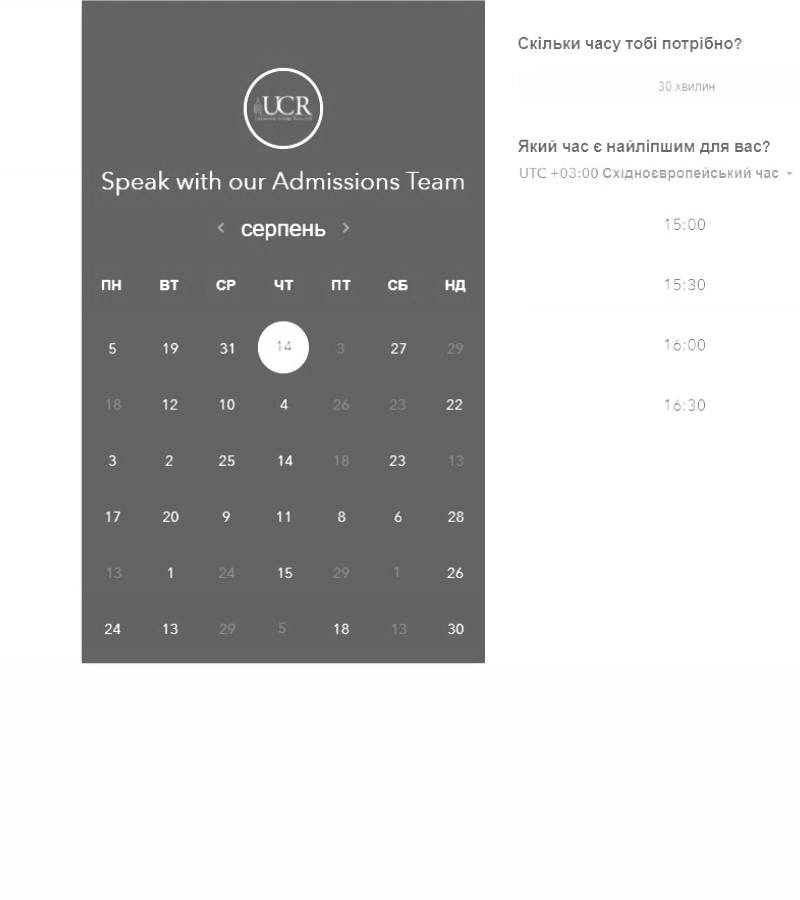 UCR
Speak with our Admissions Team
серпень
ПН ВТ СР ЧТ ПТ СБ НД
5 19 31 14 3 27 29
18 12 10 4 26 23 22
3 2 25 14 18 23 13
17 20 9 11 8 6 28
13 1 24 15 29 1 26
24 13 29 5 18 13 30
Скільки часу тобі потрібно?
30 хвилин
Який час є найліпшим для вас?
UTC +03:00 Східноєвропейський час
15:00
15:30
16:00
16:30